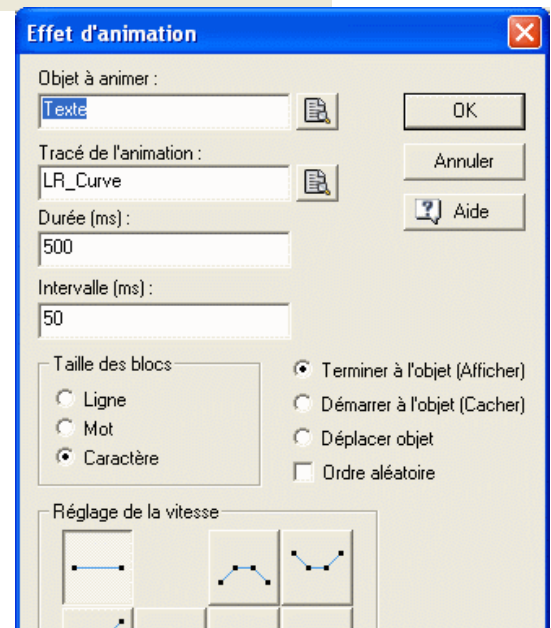 Effet d'animation
Objet à animer :
Texte
OK
Tracé de l'animation :
Annuler
LR_Curve
Aide
Durée (ms) :
500
Intervalle (ms) :
50
Taille des blocs
Ligne
Mot
Caractère
Terminer à l'objet (Afficher)
Démarrer à l'objet (Cacher)
Déplacer objet
Ordre aléatoire
Réglage de la vitesse